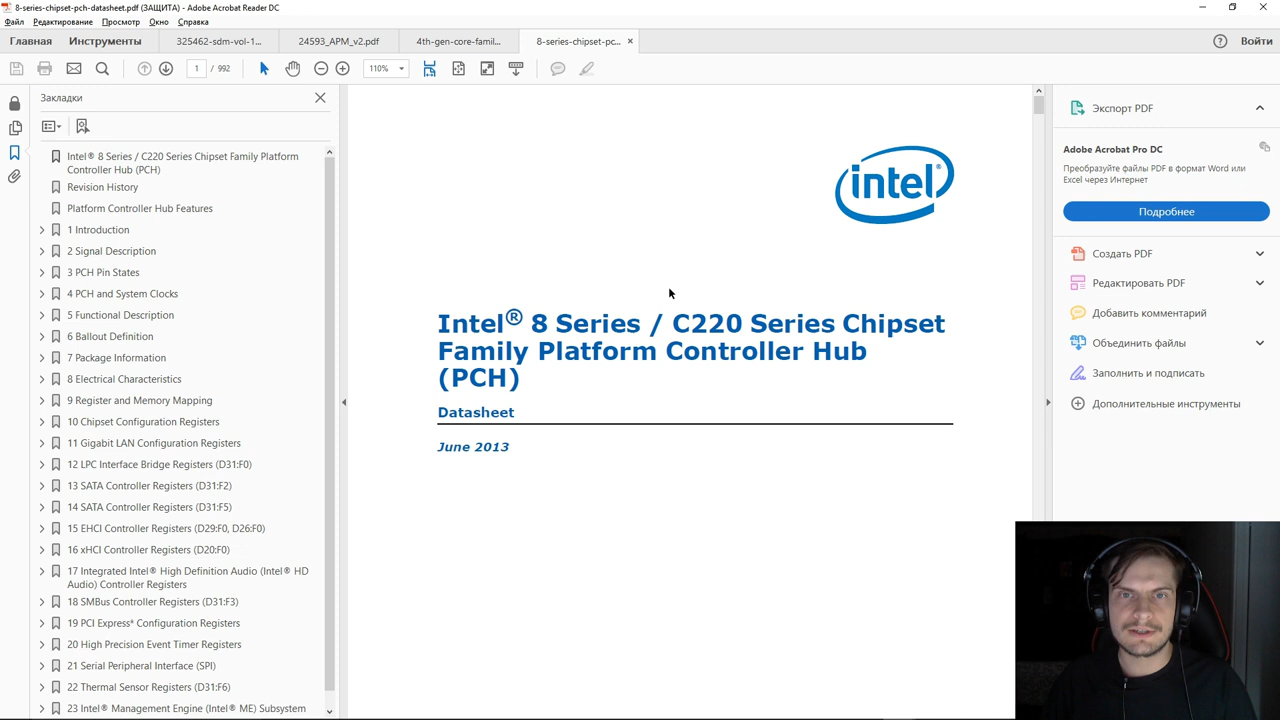 8-series-chipset-pch-datasheet.pdf (ЗАЩИТА) - Adobe Acrobat Reader DC
Файл Редактирование Просмотр Окно Справка
Главная Инструменты 325462-sdm-vol-1... 24593_APM_v2.pdf 4th-gen-core-famil... 8-series-chipset-pc... × Войти
1 / 992 110%
Закладки
Intel® 8 Series / C220 Series Chipset Family Platform
Controller Hub (PCH)
Revision History
Platform Controller Hub Features
1 Introduction
2 Signal Description
3 PCH Pin States
4 PCH and System Clocks
5 Functional Description
6 Ballout Definition
7 Package Information
8 Electrical Characteristics
9 Register and Memory Mapping
10 Chipset Configuration Registers
11 Gigabit LAN Configuration Registers
12 LPC Interface Bridge Registers (D31:F0)
13 SATA Controller Registers (D31:F2)
14 SATA Controller Registers (D31:F5)
15 EHCI Controller Registers (D29:F0, D26:F0)
16 xHCI Controller Registers (D20:F0)
17 Integrated Intel® High Definition Audio (Intel® HD
Audio) Controller Registers
18 SMBus Controller Registers (D31:F3)
19 PCI Express* Configuration Registers
20 High Precision Event Timer Registers
21 Serial Peripheral Interface (SPI)
22 Thermal Sensor Registers (D31:F6)
23 Intel® Management Engine (Intel® ME) Subsystem
intel®
Intel® 8 Series / C220 Series Chipset
Family Platform Controller Hub
(PCH)
Datasheet
June 2013
Экспорт PDF
Adobe Acrobat Pro DC
Преобразуйте файлы PDF в формат Word или
Excel через Интернет
Подробнее
Создать PDF
Редактировать PDF
Добавить комментарий
Объединить файлы
Заполнить и подписать
Дополнительные инструменты